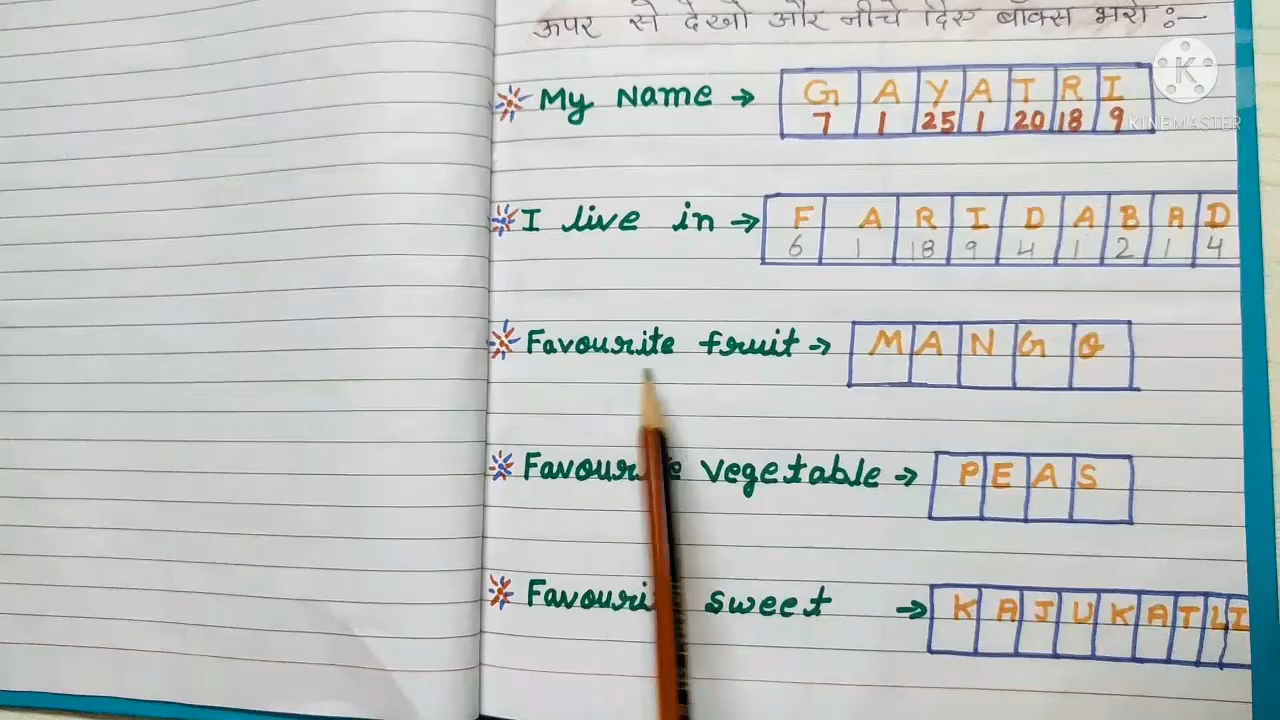 ऊपर से देखो और नीचे दिए बॉक्स भरो :-
My Name → G A Y A T R I
7 1 25 1 20 18 9
K
KINEMASTER
I live in → F A R I D A B A D
6 1 18 9 4 1 2 1 4
Favourite fruit → M A N G O
Favourite vegetable → P E A S
Favourite sweet → K A J U K A T L I